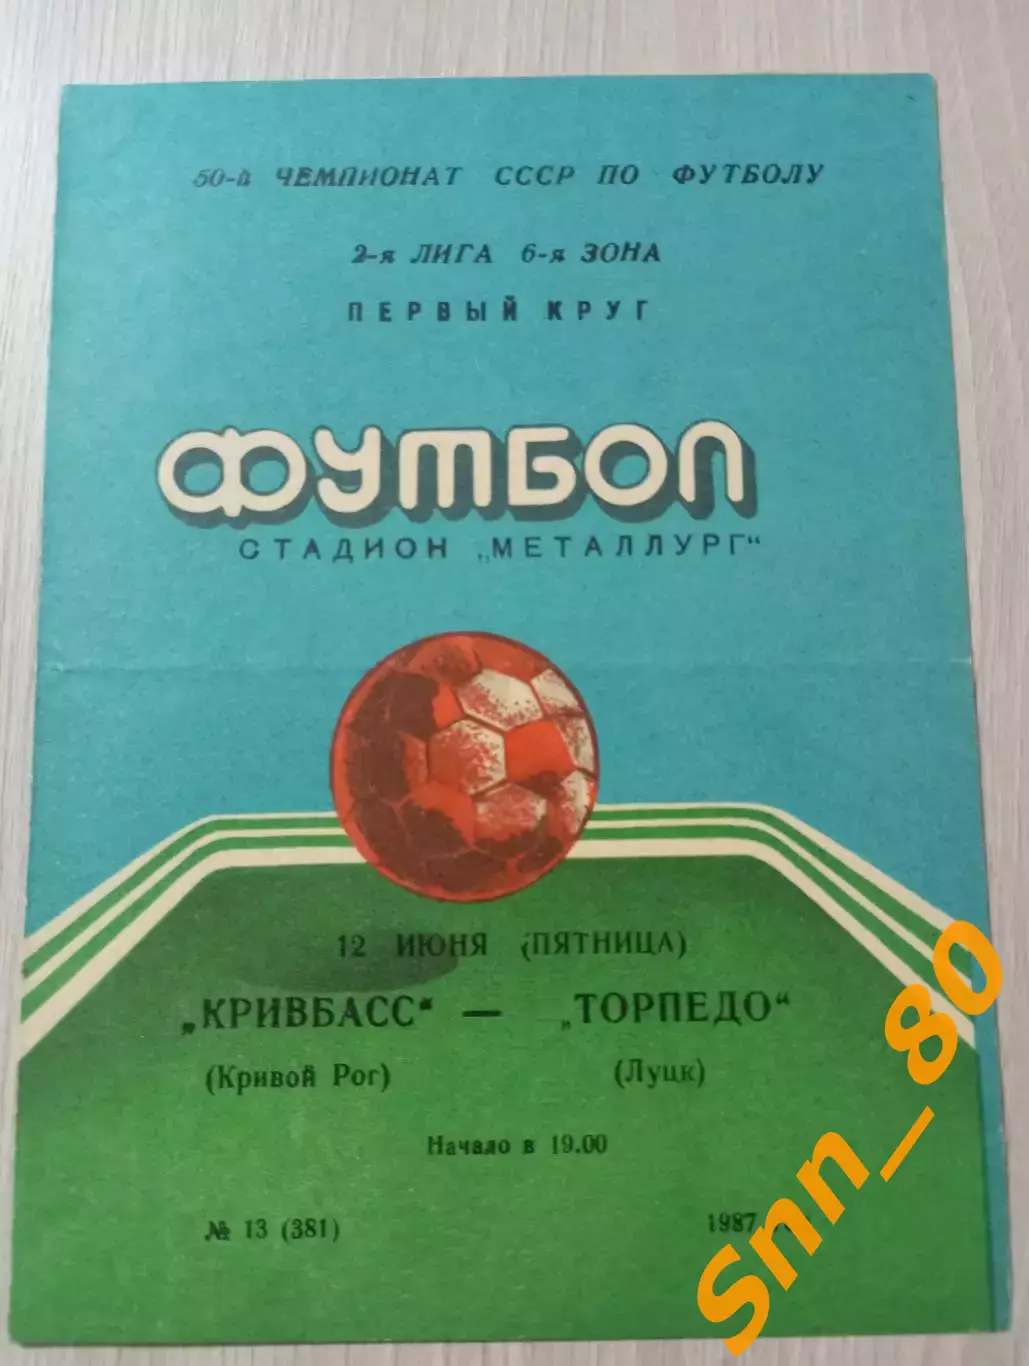 50-й ЧЕМПИОНАТ СССР ПО ФУТБОЛУ
2-я ЛИГА 6-я ЗОНА
ПЕРВЫЙ КРУГ
ФУТБОЛ
СТАДИОН „МЕТАЛЛУРГ“
12 ИЮНЯ (ПЯТНИЦА)
„КРИВБАСС“ — „ТОРПЕДО“
(Кривой Рог) (Луцк)
Начало в 19.00
№ 13 (381) 1987
Snn_80